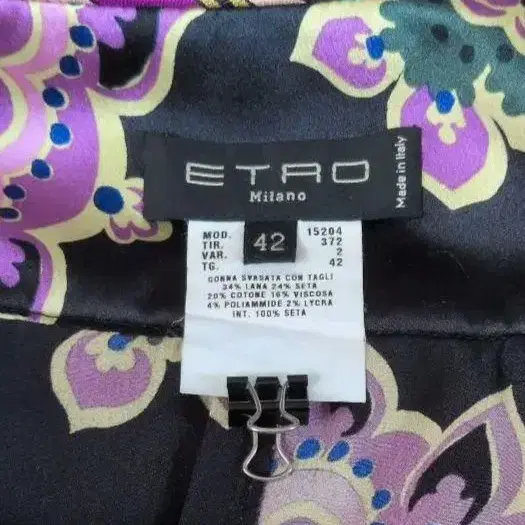 ETRO
Milano
Made in Italy
MOD. 15204
TIR. 372
VAR. 2
TG. 42
42
GONNA SVASATA CON TAGLI
34% LANA 24% SETA
20% COTONE 16% VISCOSA
4% POLIAMMIDE 2% LYCRA
INT. 100% SETA